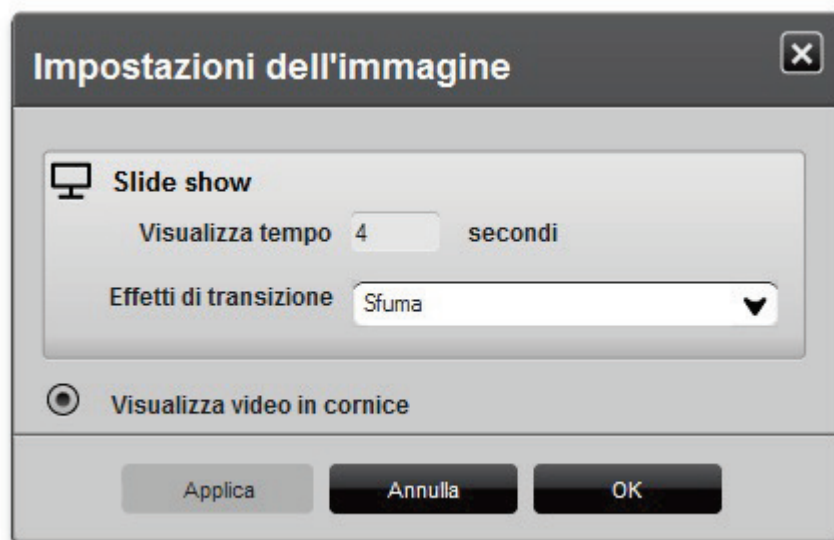 Impostazioni dell'immagine
Slide show
Visualizza tempo 4 secondi
Effetti di transizione Sfuma
Visualizza video in cornice
Applica Annulla OK